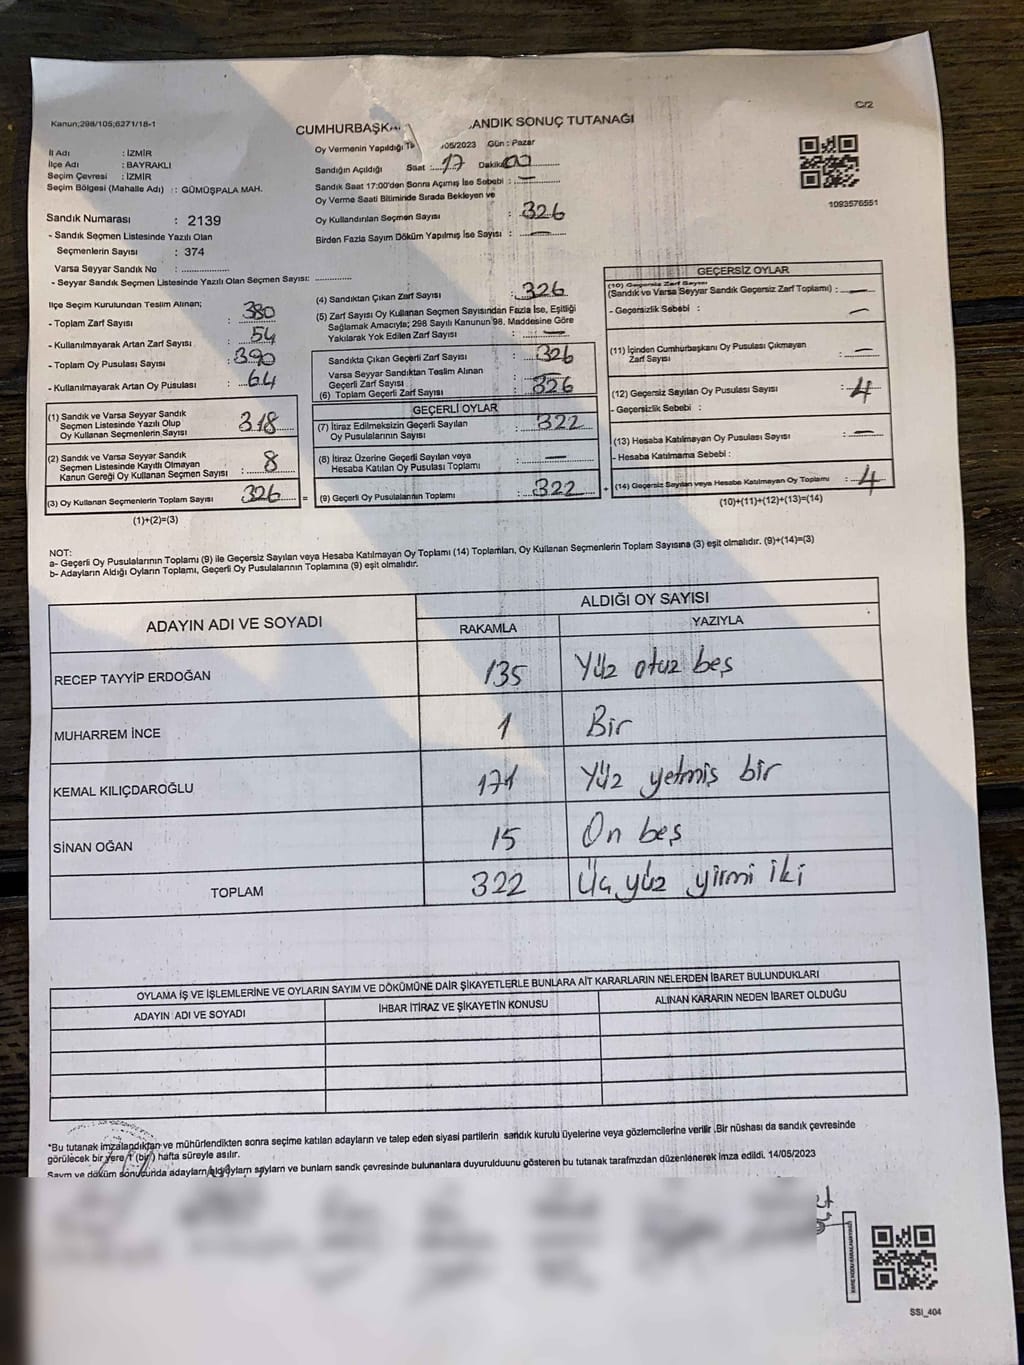 Kanun;298/105;6271/18-1
C/2
CUMHURBAŞKA ANDIK SONUÇ TUTANAĞI
İl Adı : İZMİR
İlçe Adı : BAYRAKLI
Seçim Çevresi : İZMİR
Seçim Bölgesi (Mahalle Adı) : GÜMÜŞPALA MAH.
Oy Vermenin Yapıldığı /05/2023 Gün : Pazar
Sandığın Açıldığı Saat : 17 Dakika 00
Sandık Saat 17:00'den Sonra Açımış İse Sebebi : —
Oy Verme Saati Bitiminde Sırada Bekleyen ve
Oy Kullandırılan Seçmen Sayısı : 326
Birden Fazla Sayım Döküm Yapılmış İse Sayısı : —
1093576551
Sandık Numarası : 2139
- Sandık Seçmen Listesinde Yazılı Olan
Seçmenlerin Sayısı : 374
Varsa Seyyar Sandık No :
- Seyyar Sandık Seçmen Listesinde Yazılı Olan Seçmen Sayısı:
İlçe Seçim Kurulundan Teslim Alınan;
- Toplam Zarf Sayısı : 380
- Kullanılmayarak Artan Zarf Sayısı : 54
- Toplam Oy Pusulası Sayısı : 390
- Kullanılmayarak Artan Oy Pusulası : 64
(1) Sandık ve Varsa Seyyar Sandık
Seçmen Listesinde Yazılı Olup
Oy Kullanan Seçmenlerin Sayısı 318
(2) Sandık ve Varsa Seyyar Sandık
Seçmen Listesinde Kayıtlı Olmayan
Kanun Gereği Oy Kullanan Seçmen Sayısı : 8
(3) Oy Kullanan Seçmenlerin Toplam Sayısı 326 =
(1)+(2)=(3)
(4) Sandıktan Çıkan Zarf Sayısı : 326
(5) Zarf Sayısı Oy Kullanan Seçmen Sayısından Fazla İse, Eşitliği
Sağlamak Amacıyla; 298 Sayılı Kanunun 98. Maddesine Göre
Yakılarak Yok Edilen Zarf Sayısı : —
Sandıkta Çıkan Geçerli Zarf Sayısı : 326
Varsa Seyyar Sandıktan Teslim Alınan
Geçerli Zarf Sayısı : —
(6) Toplam Geçerli Zarf Sayısı : 326
GEÇERLİ OYLAR
(7) İtiraz Edilmeksizin Geçerli Sayılan
Oy Pusulalarının Sayısı : 322
(8) İtiraz Üzerine Geçerli Sayılan veya
Hesaba Katılan Oy Pusulası Toplamı : —
(9) Geçerli Oy Pusulalarının Toplamı : 322 +
GEÇERSİZ OYLAR
(10) Geçersiz Zarf Sayısı
(Sandık ve Varsa Seyyar Sandık Geçersiz Zarf Toplamı) : —
- Geçersizlik Sebebi : —
(11) İçinden Cumhurbaşkanı Oy Pusulası Çıkmayan
Zarf Sayısı : —
(12) Geçersiz Sayılan Oy Pusulası Sayısı : 4
- Geçersizlik Sebebi :
(13) Hesaba Katılmayan Oy Pusulası Sayısı : —
- Hesaba Katılmama Sebebi :
(14) Geçersiz Sayılan veya Hesaba Katılmayan Oy Toplamı : 4
(10)+(11)+(12)+(13)=(14)
NOT:
a- Geçerli Oy Pusulalarının Toplamı (9) ile Geçersiz Sayılan veya Hesaba Katılmayan Oy Toplamı (14) Toplamları, Oy Kullanan Seçmenlerin Toplam Sayısına (3) eşit olmalıdır. (9)+(14)=(3)
b- Adayların Aldığı Oyların Toplamı, Geçerli Oy Pusulalarının Toplamına (9) eşit olmalıdır.
ADAYIN ADI VE SOYADI ALDIĞI OY SAYISI
RAKAMLA YAZIYLA
RECEP TAYYİP ERDOĞAN 135 Yüz otuz beş
MUHARREM İNCE 1 Bir
KEMAL KILIÇDAROĞLU 171 Yüz yetmiş bir
SİNAN OĞAN 15 On beş
TOPLAM 322 Üç yüz yirmi iki
OYLAMA İŞ VE İŞLEMLERİNE VE OYLARIN SAYIM VE DÖKÜMÜNE DAİR ŞİKAYETLERLE BUNLARA AİT KARARLARIN NELERDEN İBARET BULUNDUKLARI
ADAYIN ADI VE SOYADI İHBAR İTİRAZ VE ŞİKAYETİN KONUSU ALINAN KARARIN NEDEN İBARET OLDUĞU
*Bu tutanak imzalandıktan ve mühürlendikten sonra seçime katılan adayların ve talep eden siyasi partilerin sandık kurulu üyelerine veya gözlemcilerine verilir .Bir nüshası da sandık çevresinde
görülecek bir yere 1 (bir) hafta süreyle asılır.
Sayım ve döküm sonucunda adayların aldığı oyların sayıları ve bunların sandık çevresinde bulunanlara duyurulduunu gösteren bu tutanak tarafmzdan düzenlenerek imza edildi. 14/05/2023
SSI_404